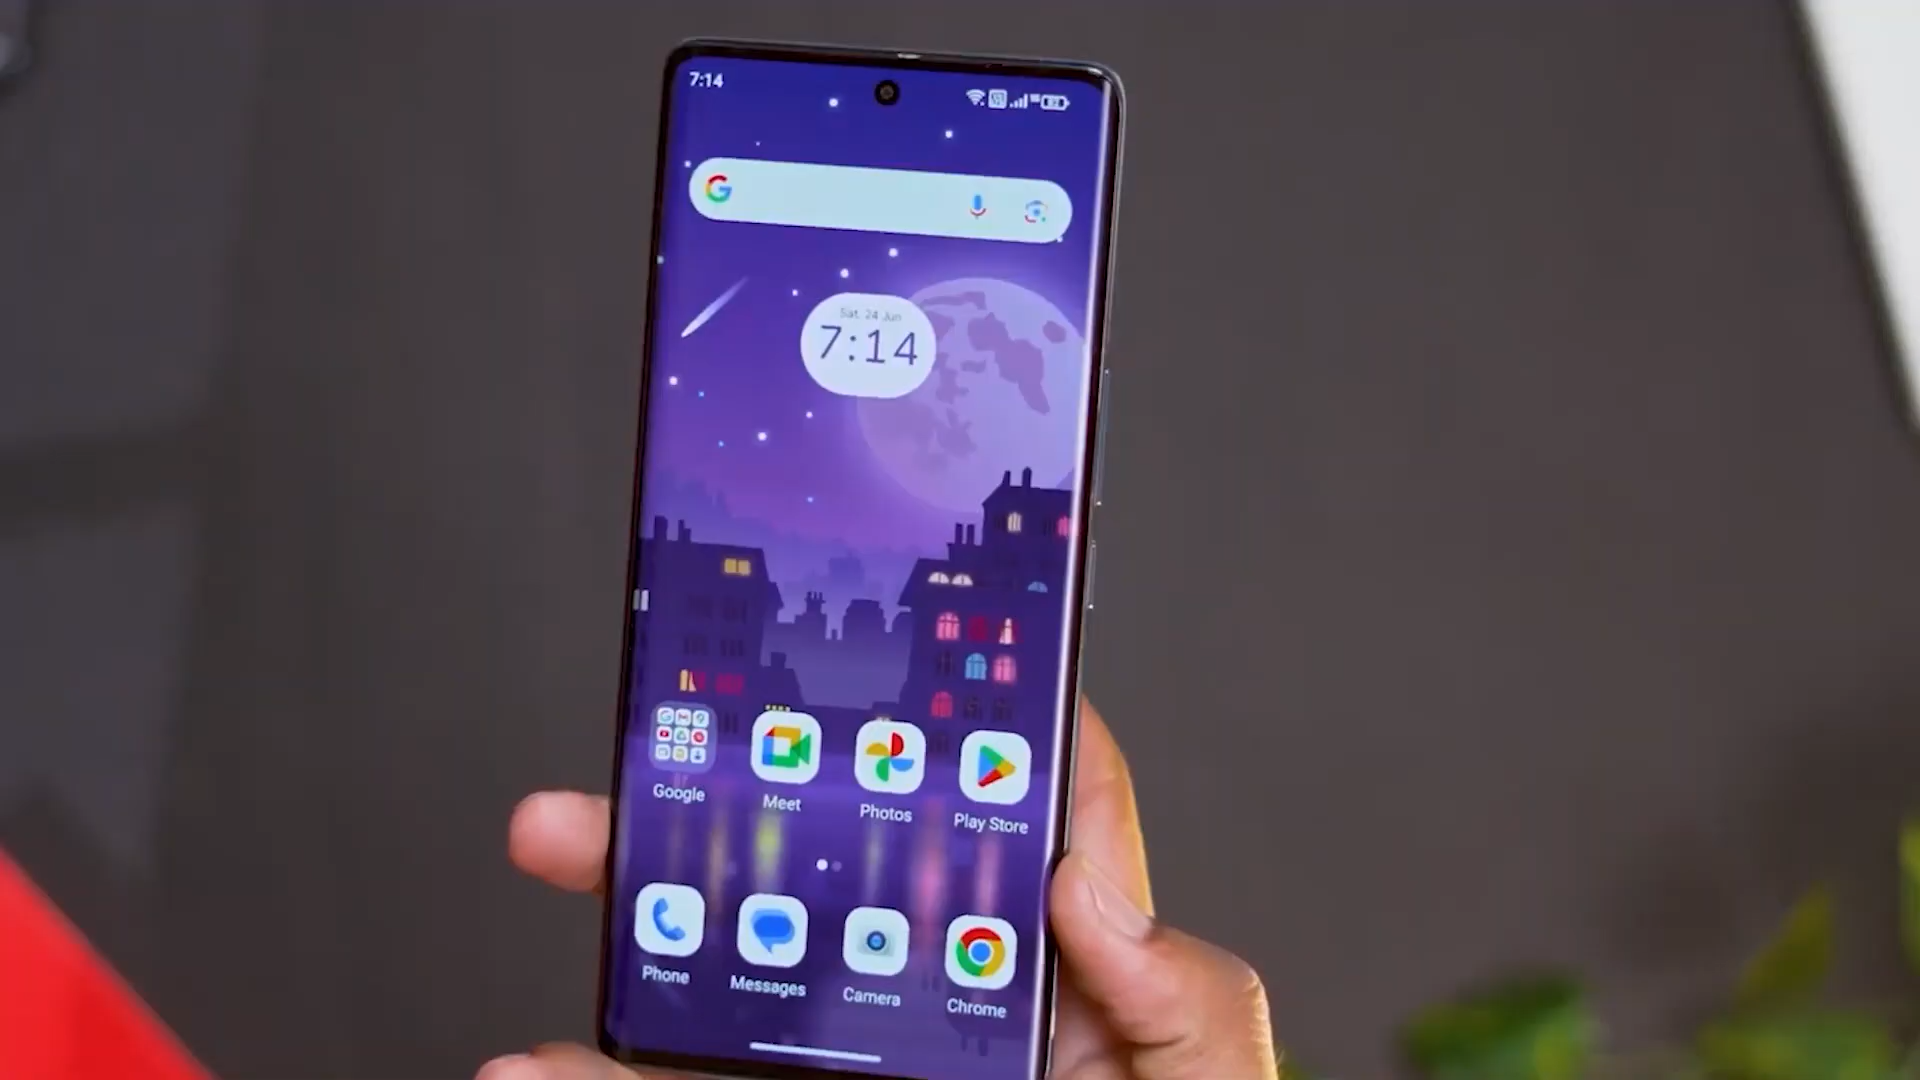 7:14
Sat, 24 Jun
7:14
Google
Meet
Photos
Play Store
Phone
Messages
Camera
Chrome